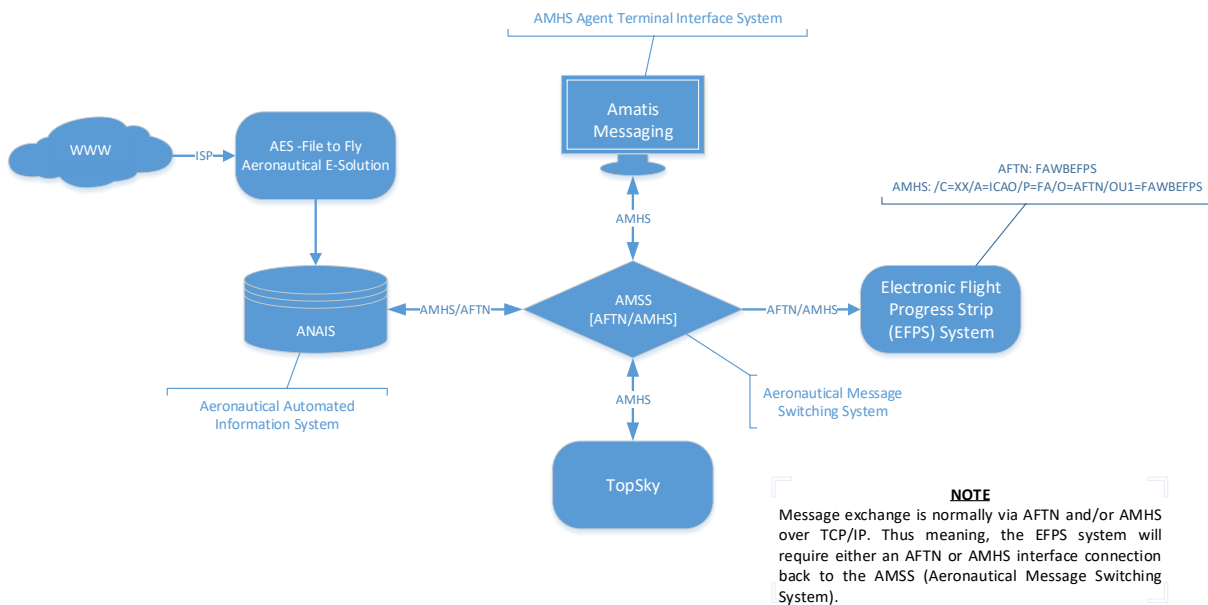 AMHS Agent Terminal Interface System
Amatis
Messaging
WWW
ISP
AES -File to Fly
Aeronautical E-Solution
AFTN: FAWBEFPS
AMHS: /C=XX/A=ICAO/P=FA/O=AFTN/OU1=FAWBEFPS
AMHS
ANAIS
AMHS/AFTN
AMSS
[AFTN/AMHS]
AFTN/AMHS
Electronic Flight
Progress Strip
(EFPS) System
Aeronautical Automated
Information System
AMHS
Aeronautical Message
Switching System
TopSky
NOTE
Message exchange is normally via AFTN and/or AMHS
over TCP/IP. Thus meaning, the EFPS system will
require either an AFTN or AMHS interface connection
back to the AMSS (Aeronautical Message Switching
System).